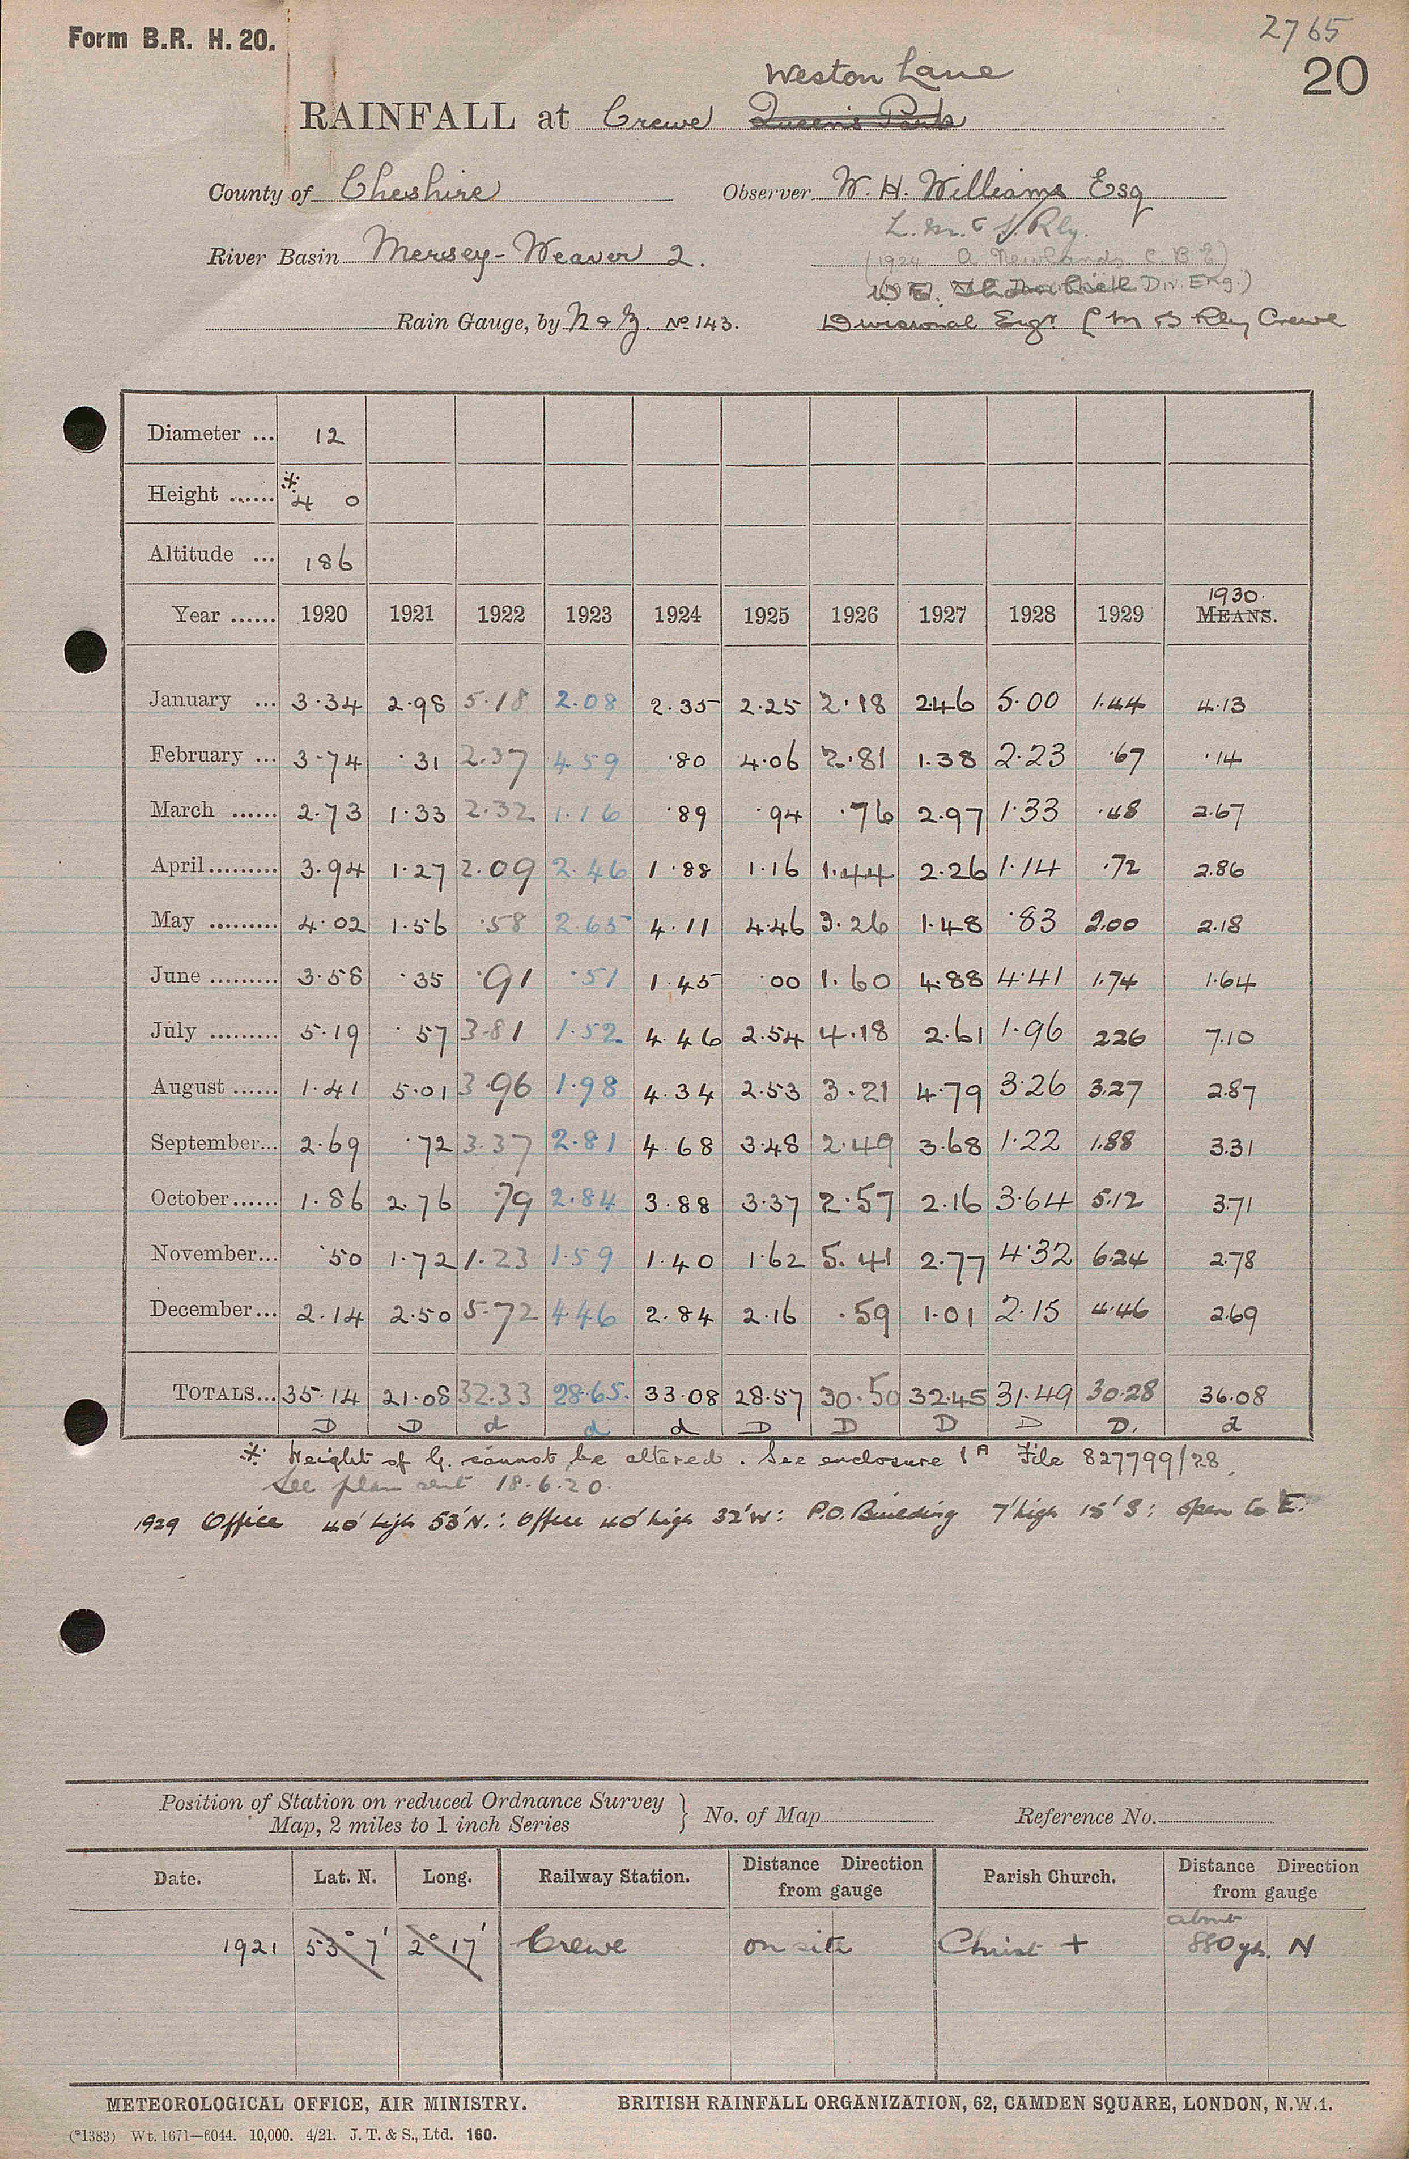 Form B.R. H. 20.
2765
20
Weston Lane
RAINFALL at Crewe Queen's Park
County of Cheshire Observer W. H. Williams Esq
L. M. & S. Rly.
River Basin Mersey - Weaver 2.
(1924 A Newlands C.B.E)
Div. Eng.)
Rain Gauge, by N & Z. No 143. Divisional Engr L M S Rly Crewe
Diameter ... 12
Height ...... * 4 0
Altitude ... 186
1930.
Year ...... 1920 1921 1922 1923 1924 1925 1926 1927 1928 1929 MEANS.
January ... 3.34 2.98 5.18 2.08 2.35 2.25 2.18 2.46 5.00 1.44 4.13
February ... 3.74 .31 2.37 4.59 .80 4.06 2.81 1.38 2.23 .67 .14
March ...... 2.73 1.33 2.32 1.16 .89 .94 .76 2.97 1.33 .48 2.67
April ......... 3.94 1.27 2.09 2.46 1.88 1.16 1.44 2.26 1.14 .72 2.86
May ......... 4.02 1.56 .58 2.65 4.11 4.46 3.26 1.48 .83 2.00 2.18
June ......... 3.58 .35 .91 .51 1.45 .00 1.60 4.88 4.41 1.74 1.64
July ......... 5.19 .57 3.81 1.52 4.46 2.54 4.18 2.61 1.96 2.26 7.10
August ...... 1.41 5.01 3.96 1.98 4.34 2.53 3.21 4.79 3.26 3.27 2.87
September... 2.69 .72 3.37 2.81 4.68 3.48 2.49 3.68 1.22 1.88 3.31
October ...... 1.86 2.76 .79 2.84 3.88 3.37 2.57 2.16 3.64 5.12 3.71
November... .50 1.72 1.23 1.59 1.40 1.62 5.41 2.77 4.32 6.24 2.78
December ... 2.14 2.50 5.72 4.46 2.84 2.16 .59 1.01 2.15 4.46 2.69
TOTALS... 35.14 21.08 32.33 28.65. 33.08 28.57 30.50 32.45 31.49 30.28 36.08
D D d d d D D D D D. d
* Height of G. cannot be altered. See enclosure 1A File 827799/28.
See plan sent 18.6.20.
1929 Office 40' high 53' N.: Office 40' high 32' W: P.O. Building 7' high 15' S: open to E.
Position of Station on reduced Ordnance Survey
Map, 2 miles to 1 inch Series } No. of Map Reference No.
Date. Lat. N. Long. Railway Station. Distance Direction from gauge Parish Church. Distance Direction from gauge
about
1921 53° 7' 2° 17' Crewe on site Christ + 880 yds. N
METEOROLOGICAL OFFICE, AIR MINISTRY. BRITISH RAINFALL ORGANIZATION, 62, CAMDEN SQUARE, LONDON, N.W.1.
(*1383) Wt. 1671—6044. 10,000. 4/21. J. T. & S., Ltd. 160.